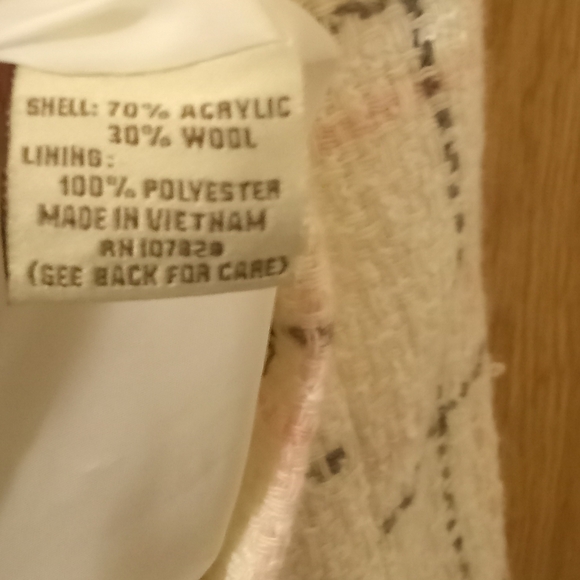 SHELL: 70% ACRYLIC
30% WOOL
LINING:
100% POLYESTER
MADE IN VIETNAM
RN 107829
(SEE BACK FOR CARE)